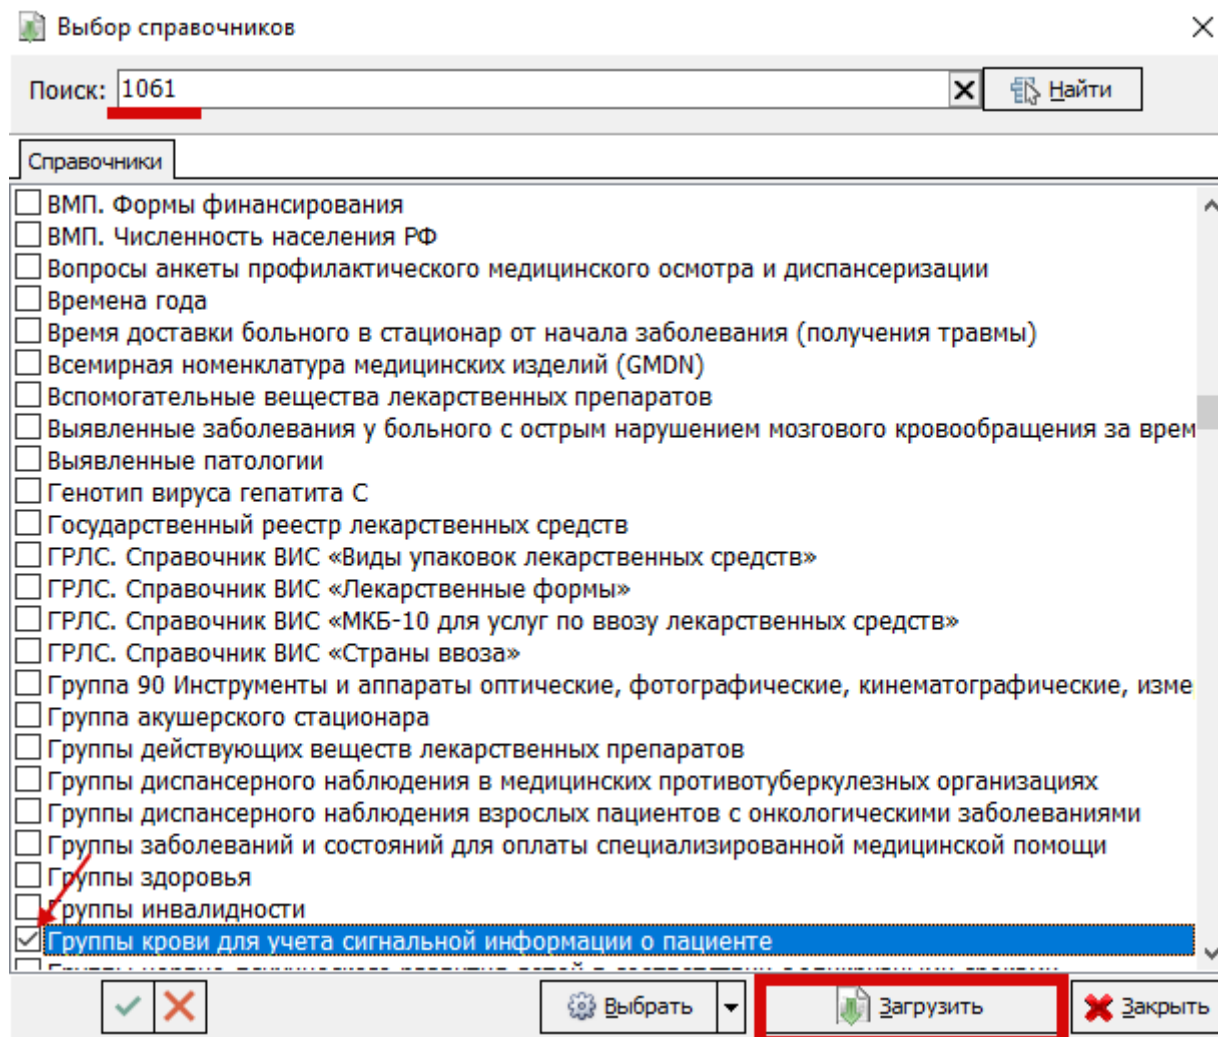 Выбор справочников
Поиск: 1061 Найти
Справочники
ВМП. Формы финансирования
ВМП. Численность населения РФ
Вопросы анкеты профилактического медицинского осмотра и диспансеризации
Времена года
Время доставки больного в стационар от начала заболевания (получения травмы)
Всемирная номенклатура медицинских изделий (GMDN)
Вспомогательные вещества лекарственных препаратов
Выявленные заболевания у больного с острым нарушением мозгового кровообращения за врем
Выявленные патологии
Генотип вируса гепатита С
Государственный реестр лекарственных средств
ГРЛС. Справочник ВИС «Виды упаковок лекарственных средств»
ГРЛС. Справочник ВИС «Лекарственные формы»
ГРЛС. Справочник ВИС «МКБ-10 для услуг по ввозу лекарственных средств»
ГРЛС. Справочник ВИС «Страны ввоза»
Группа 90 Инструменты и аппараты оптические, фотографические, кинематографические, изме
Группа акушерского стационара
Группы действующих веществ лекарственных препаратов
Группы диспансерного наблюдения в медицинских противотуберкулезных организациях
Группы диспансерного наблюдения взрослых пациентов с онкологическими заболеваниями
Группы заболеваний и состояний для оплаты специализированной медицинской помощи
Группы здоровья
Группы инвалидности
Группы крови для учета сигнальной информации о пациенте
Выбрать Загрузить Закрыть